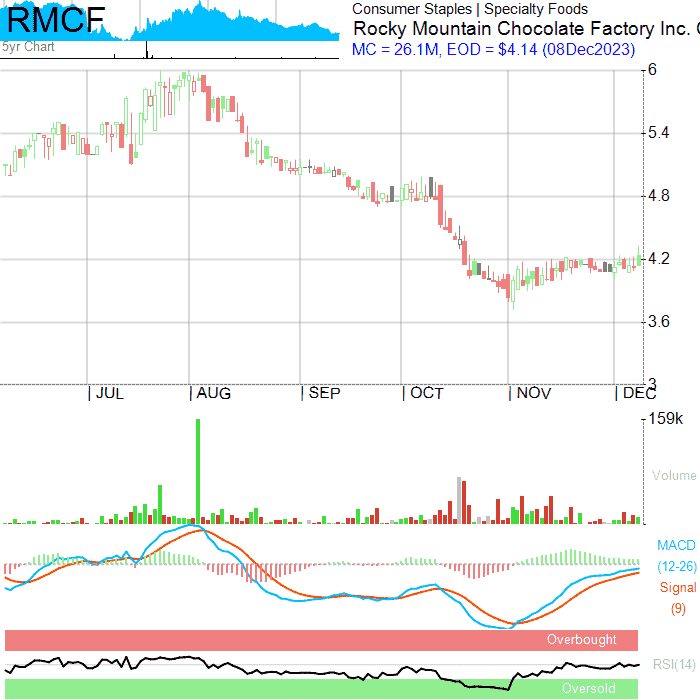 RMCF
5yr Chart
Consumer Staples | Specialty Foods
Rocky Mountain Chocolate Factory Inc.
MC = 26.1M, EOD = $4.14 (08Dec2023)
6
5.4
4.8
4.2
3.6
3
JUL AUG SEP OCT NOV DEC
159k
Volume
MACD
(12-26)
Signal
(9)
Overbought
RSI(14)
Oversold